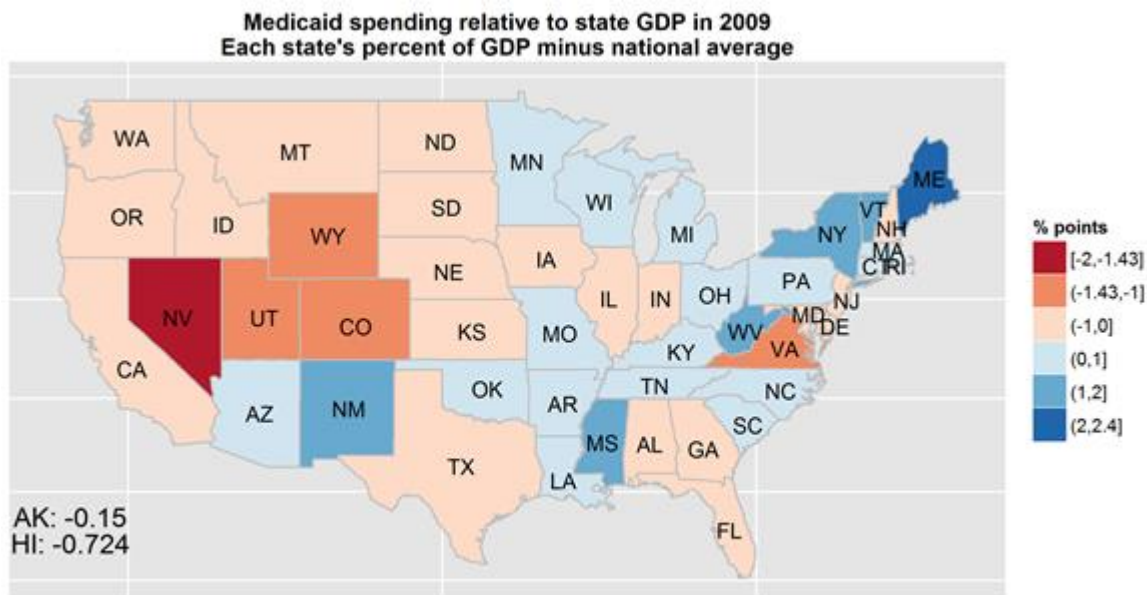 Medicaid spending relative to state GDP in 2009
Each state's percent of GDP minus national average
WA
MT
ND
MN
ME
OR
ID
SD
WI
MI
VT
NY
NH
MA
CT
RI
WY
IA
NE
PA
NV
UT
CO
IL
IN
OH
NJ
MD
DE
KS
MO
WV
VA
CA
KY
AZ
NM
OK
AR
TN
NC
SC
TX
LA
MS
AL
GA
FL
AK: -0.15
HI: -0.724
% points
[-2,-1.43]
(-1.43,-1]
(-1,0]
(0,1]
(1,2]
(2,2.4]